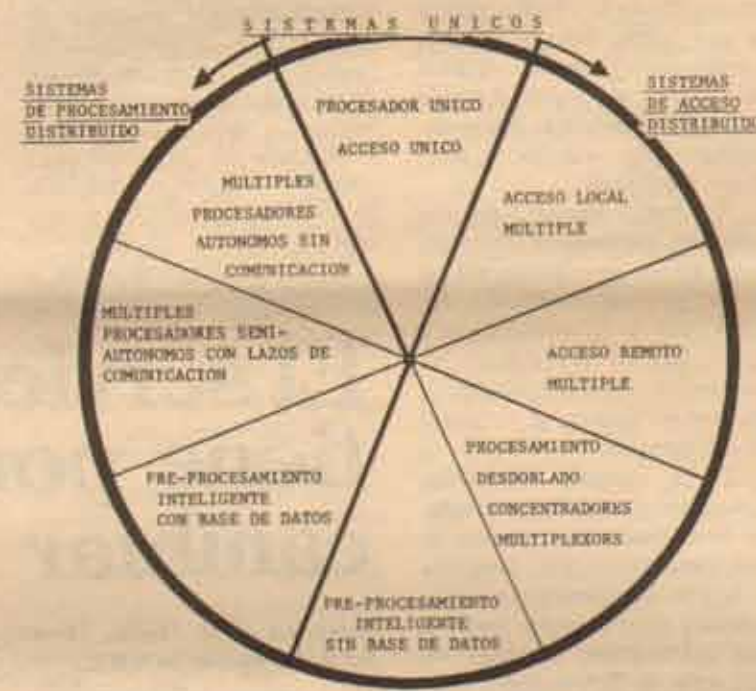 SISTEMAS UNICOS
SISTEMAS
DE PROCESAMIENTO
DISTRIBUIDO
SISTEMAS
DE ACCESO
DISTRIBUIDO
PROCESADOR UNICO
ACCESO UNICO
ACCESO LOCAL
MULTIPLE
ACCESO REMOTO
MULTIPLE
PROCESAMIENTO
DESDOBLADO
CONCENTRADORES
MULTIPLEXORS
PRE-PROCESAMIENTO
INTELIGENTE
SIN BASE DE DATOS
PRE-PROCESAMIENTO
INTELIGENTE
CON BASE DE DATOS
MULTIPLES
PROCESADORES SEMI-
AUTONOMOS CON LAZOS DE
COMUNICACION
MULTIPLES
PROCESADORES
AUTONOMOS SIN
COMUNICACION